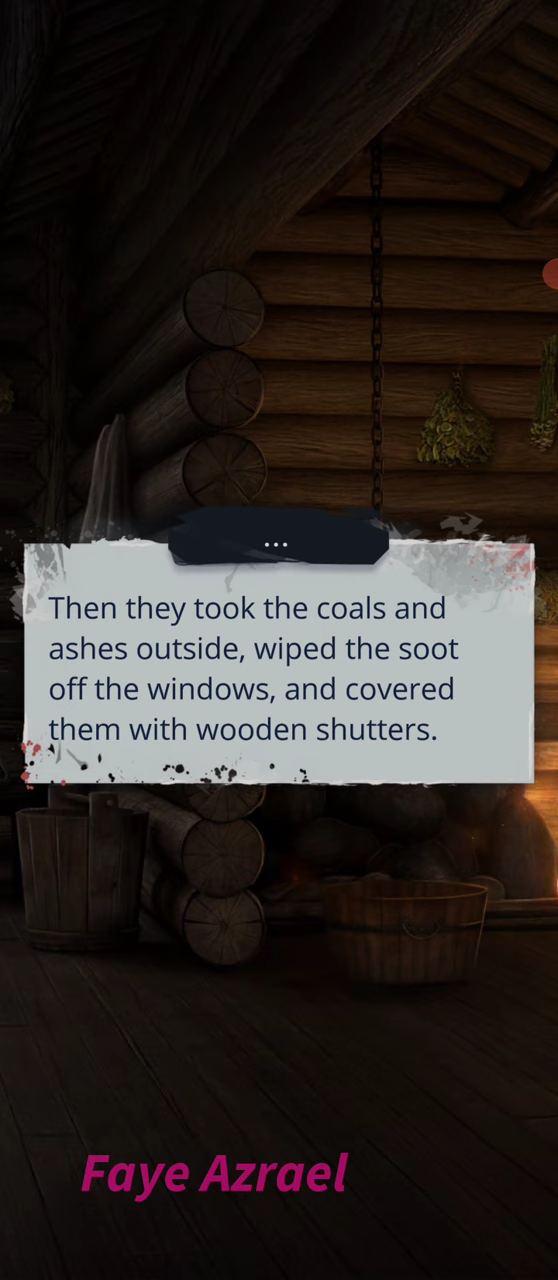 ...
Then they took the coals and
ashes outside, wiped the soot
off the windows, and covered
them with wooden shutters.
Faye Azrael